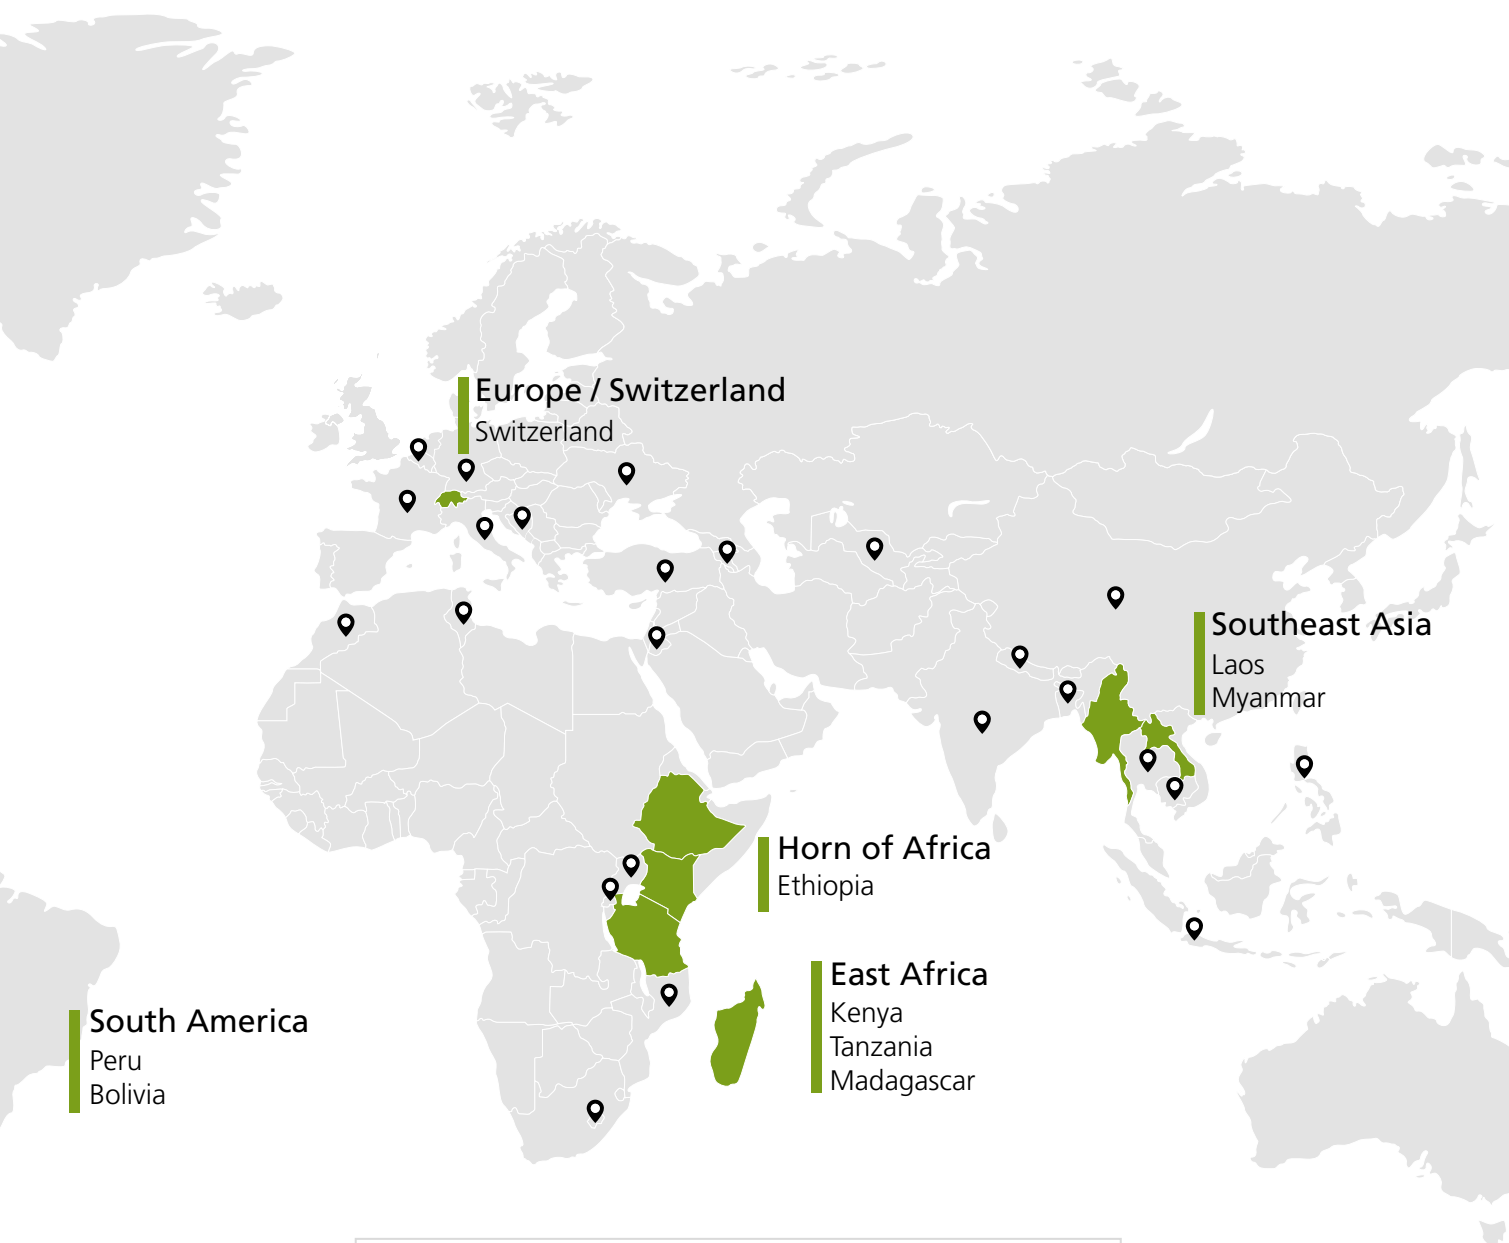 Europe / Switzerland
Switzerland
Southeast Asia
Laos
Myanmar
Horn of Africa
Ethiopia
East Africa
Kenya
Tanzania
Madagascar
South America
Peru
Bolivia